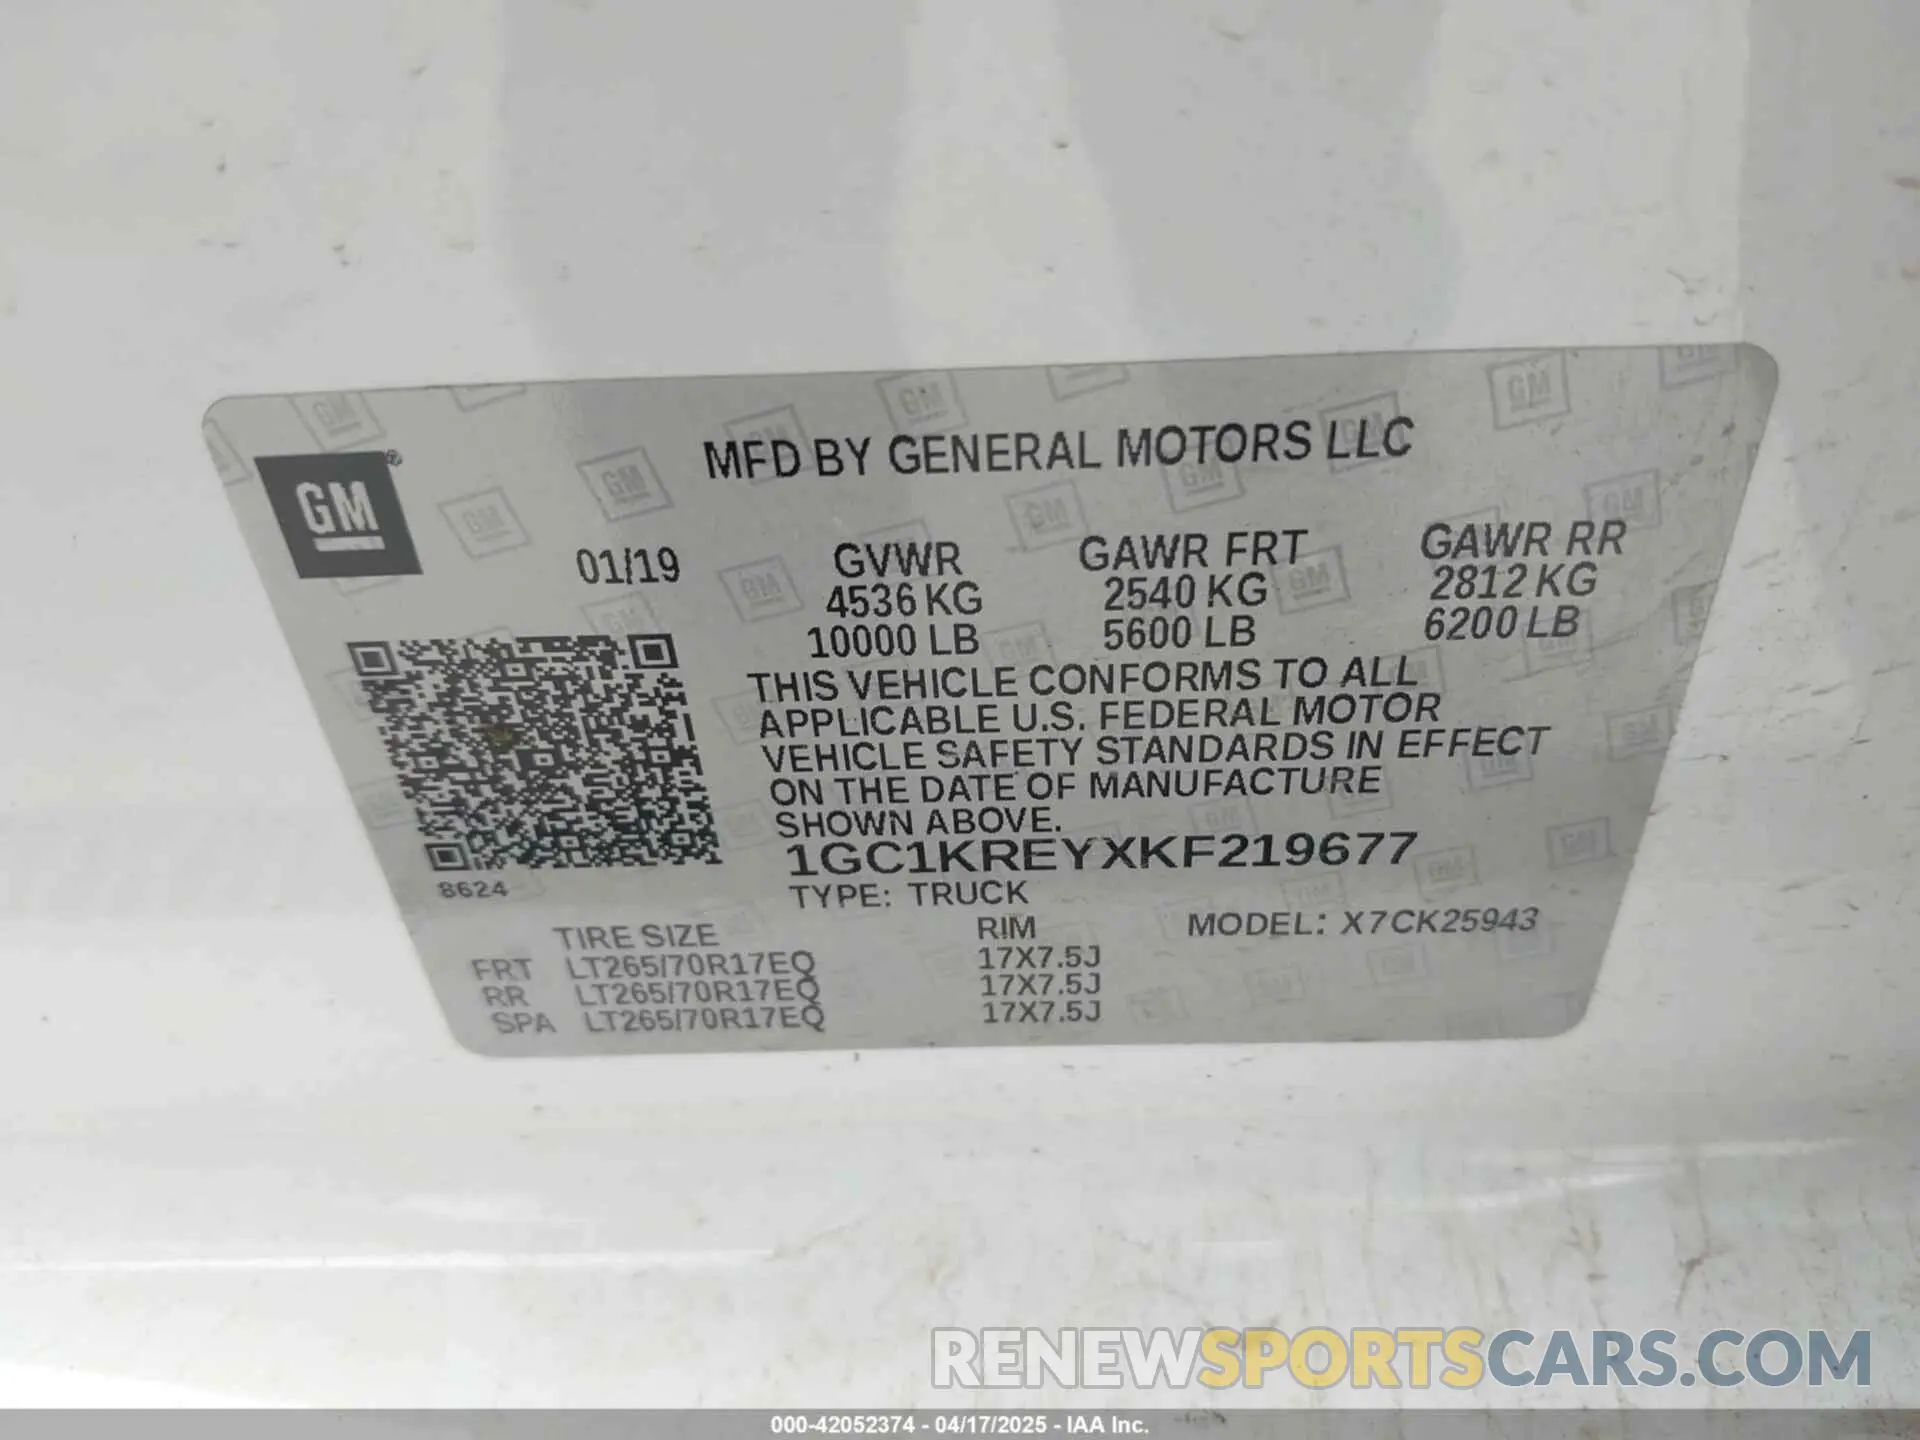 MFD BY GENERAL MOTORS LLC
GM®
01/19 GVWR GAWR FRT GAWR RR
4536 KG 2540 KG 2812 KG
10000 LB 5600 LB 6200 LB
THIS VEHICLE CONFORMS TO ALL
APPLICABLE U.S. FEDERAL MOTOR
VEHICLE SAFETY STANDARDS IN EFFECT
ON THE DATE OF MANUFACTURE
SHOWN ABOVE.
1GC1KREYXKF219677
8624 TYPE: TRUCK
TIRE SIZE RIM MODEL: X7CK25943
FRT LT265/70R17EQ 17X7.5J
RR LT265/70R17EQ 17X7.5J
SPA LT265/70R17EQ 17X7.5J
RENEWSPORTSCARS.COM
000-42052374 - 04/17/2025 - IAA Inc.